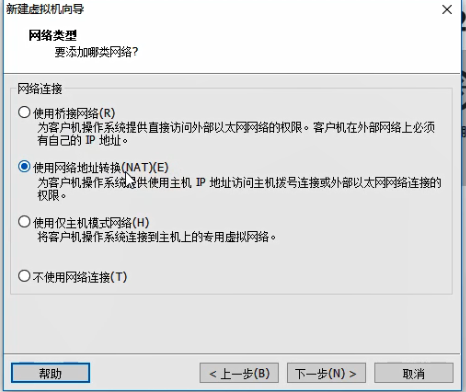 新建虚拟机向导
网络类型
要添加哪类网络?
网络连接
使用桥接网络(R)
为客户机操作系统提供直接访问外部以太网网络的权限。客户机在外部网络上必须
有自己的 IP 地址。
使用网络地址转换(NAT)(E)
为客户机操作系统提供使用主机 IP 地址访问主机拨号连接或外部以太网网络连接的
权限。
使用仅主机模式网络(H)
将客户机操作系统连接到主机上的专用虚拟网络。
不使用网络连接(T)
帮助
< 上一步(B)
下一步(N) >
取消